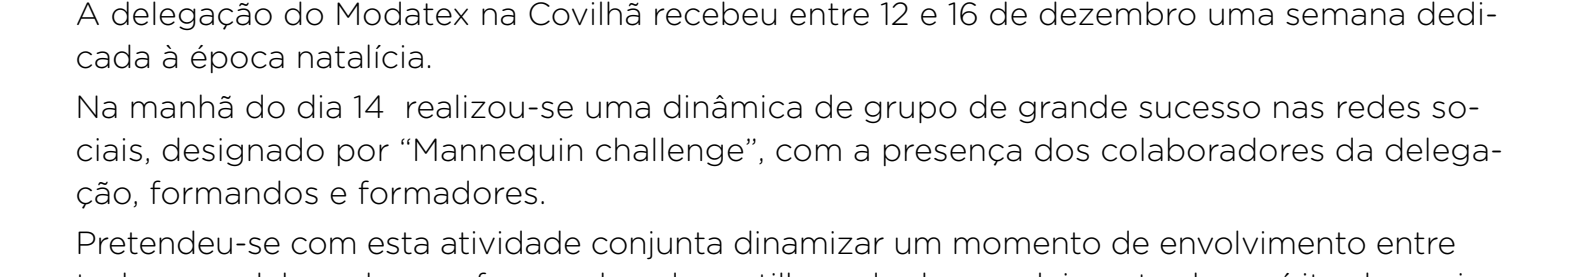 A delegação do Modatex na Covilhã recebeu entre 12 e 16 de dezembro uma semana dedi-
cada à época natalícia.
Na manhã do dia 14  realizou-se uma dinâmica de grupo de grande sucesso nas redes so-
ciais, designado por “Mannequin challenge”, com a presença dos colaboradores da delega-
ção, formandos e formadores.
Pretendeu-se com esta atividade conjunta dinamizar um momento de envolvimento entre